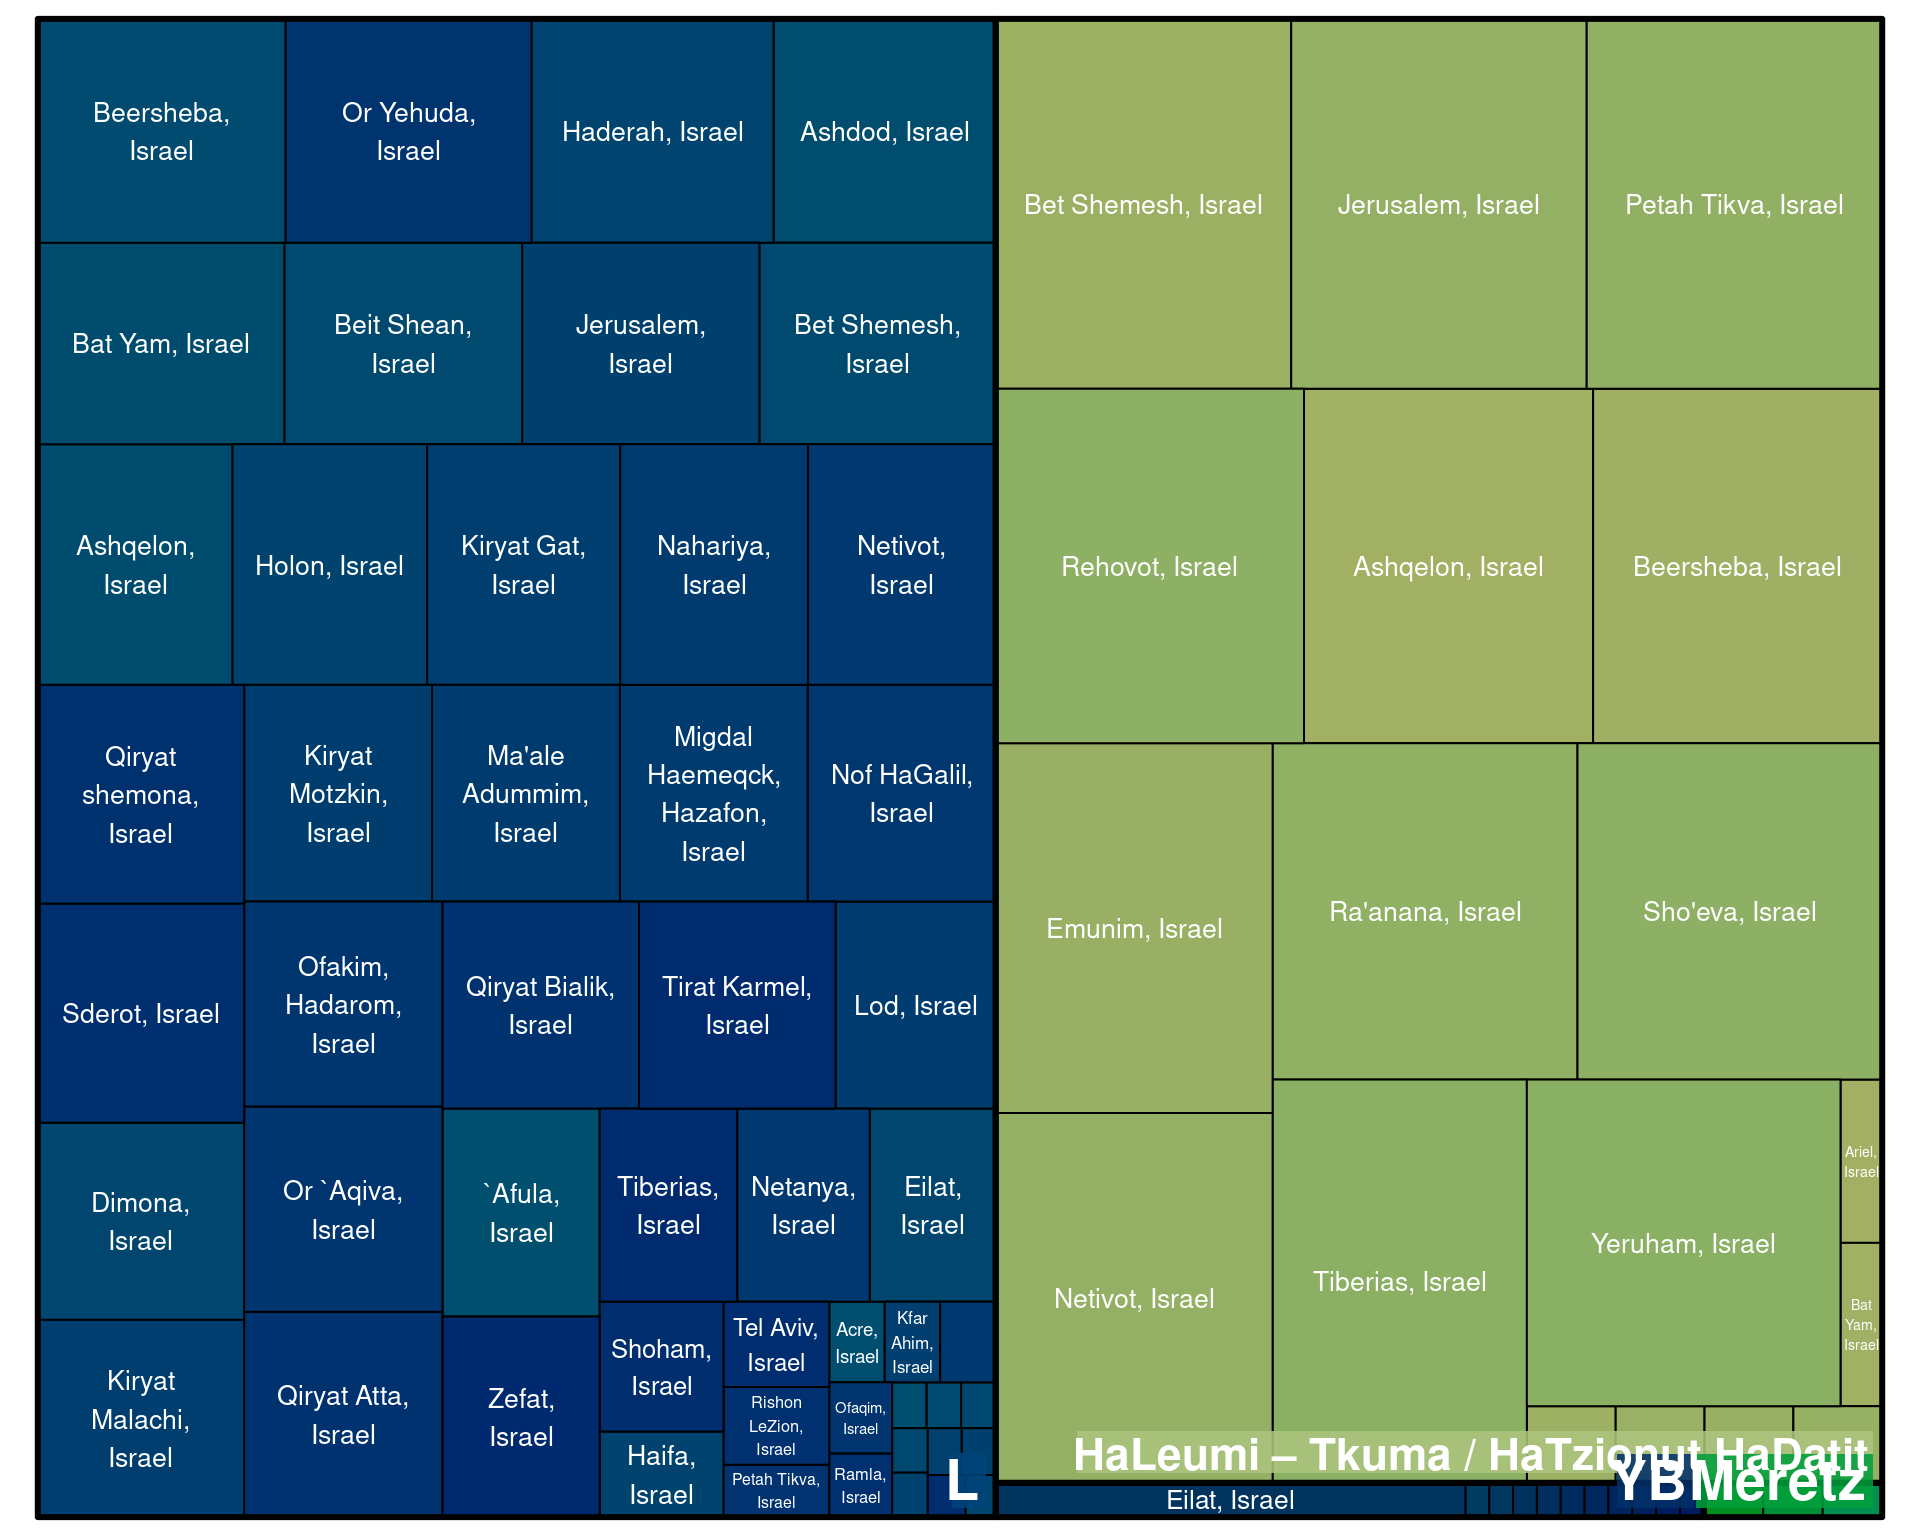 Beersheba,
Israel
Or Yehuda,
Israel
Haderah, Israel
Ashdod, Israel
Bat Yam, Israel
Beit Shean,
Israel
Jerusalem,
Israel
Bet Shemesh,
Israel
Ashqelon,
Israel
Holon, Israel
Kiryat Gat,
Israel
Nahariya,
Israel
Netivot,
Israel
Qiryat
shemona,
Israel
Kiryat
Motzkin,
Israel
Ma'ale
Adummim,
Israel
Migdal
Haemeqck,
Hazafon,
Israel
Nof HaGalil,
Israel
Sderot, Israel
Ofakim,
Hadarom,
Israel
Qiryat Bialik,
Israel
Tirat Karmel,
Israel
Lod, Israel
Dimona,
Israel
Or `Aqiva,
Israel
`Afula,
Israel
Tiberias,
Israel
Netanya,
Israel
Eilat,
Israel
Kiryat
Malachi,
Israel
Qiryat Atta,
Israel
Zefat,
Israel
Shoham,
Israel
Haifa,
Israel
Tel Aviv,
Israel
Rishon
LeZion,
Israel
Petah Tikva,
Israel
Acre,
Israel
Kfar
Ahim,
Israel
Ofaqim,
Israel
Ramla,
Israel
L
Bet Shemesh, Israel
Jerusalem, Israel
Petah Tikva, Israel
Rehovot, Israel
Ashqelon, Israel
Beersheba, Israel
Emunim, Israel
Ra'anana, Israel
Sho'eva, Israel
Netivot, Israel
Tiberias, Israel
Yeruham, Israel
Ariel,
Israel
Bat
Yam,
Israel
HaLeumi – Tkuma / HaTzionut HaDatit
Eilat, Israel
YB
Meretz